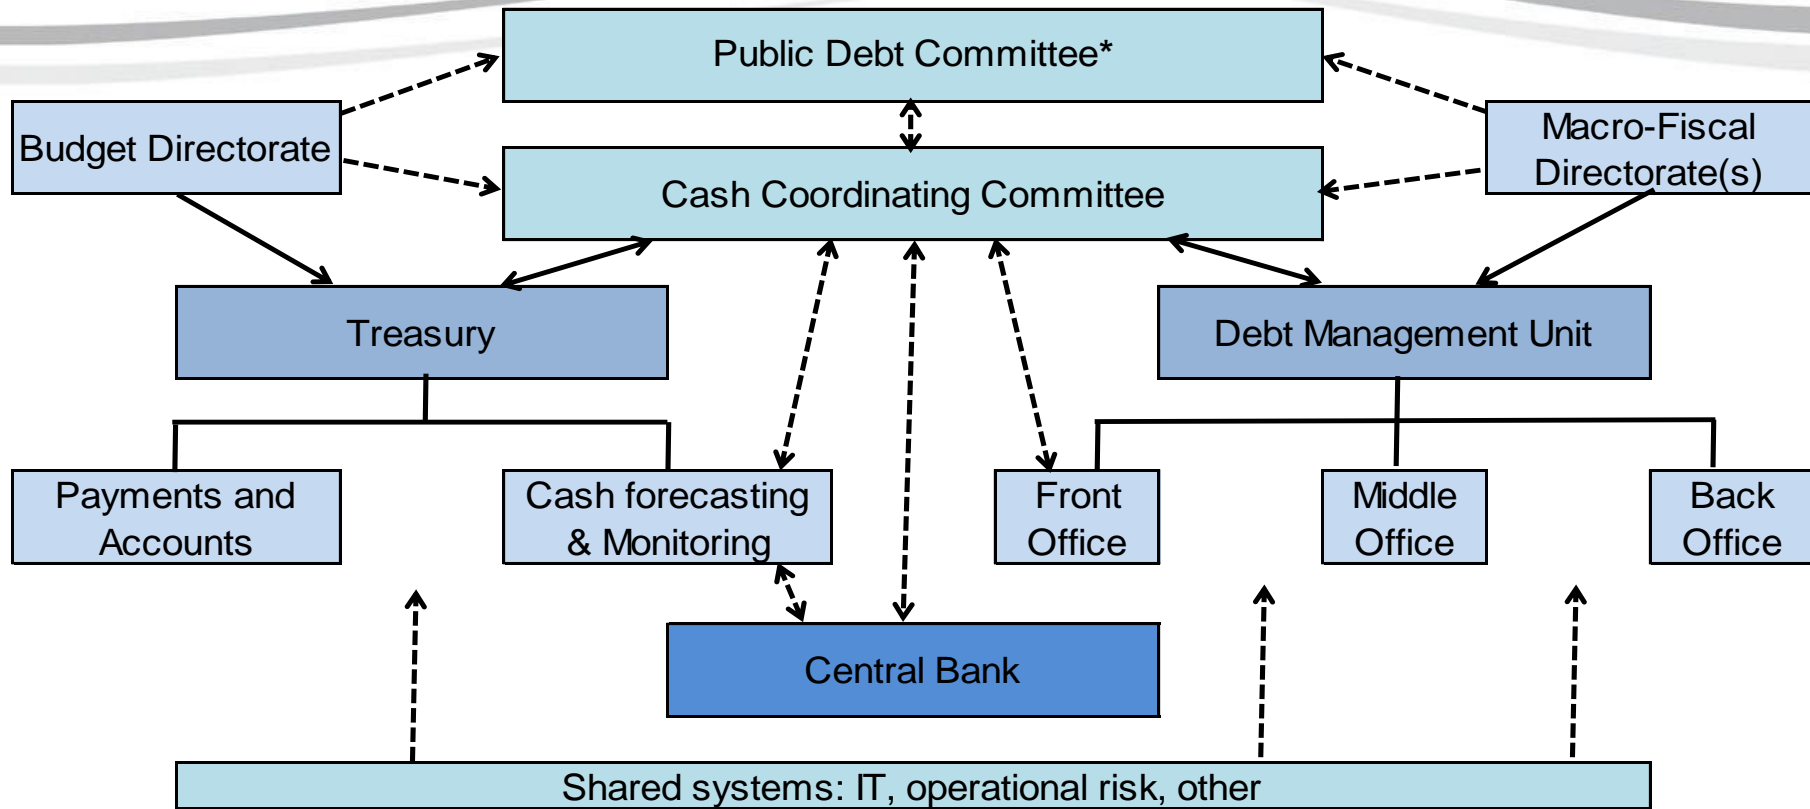 Public Debt Committee*
Budget Directorate
Macro-Fiscal
Directorate(s)
Cash Coordinating Committee
Treasury
Debt Management Unit
Payments and
Accounts
Cash forecasting
& Monitoring
Front
Office
Middle
Office
Back
Office
Central Bank
Shared systems: IT, operational risk, other